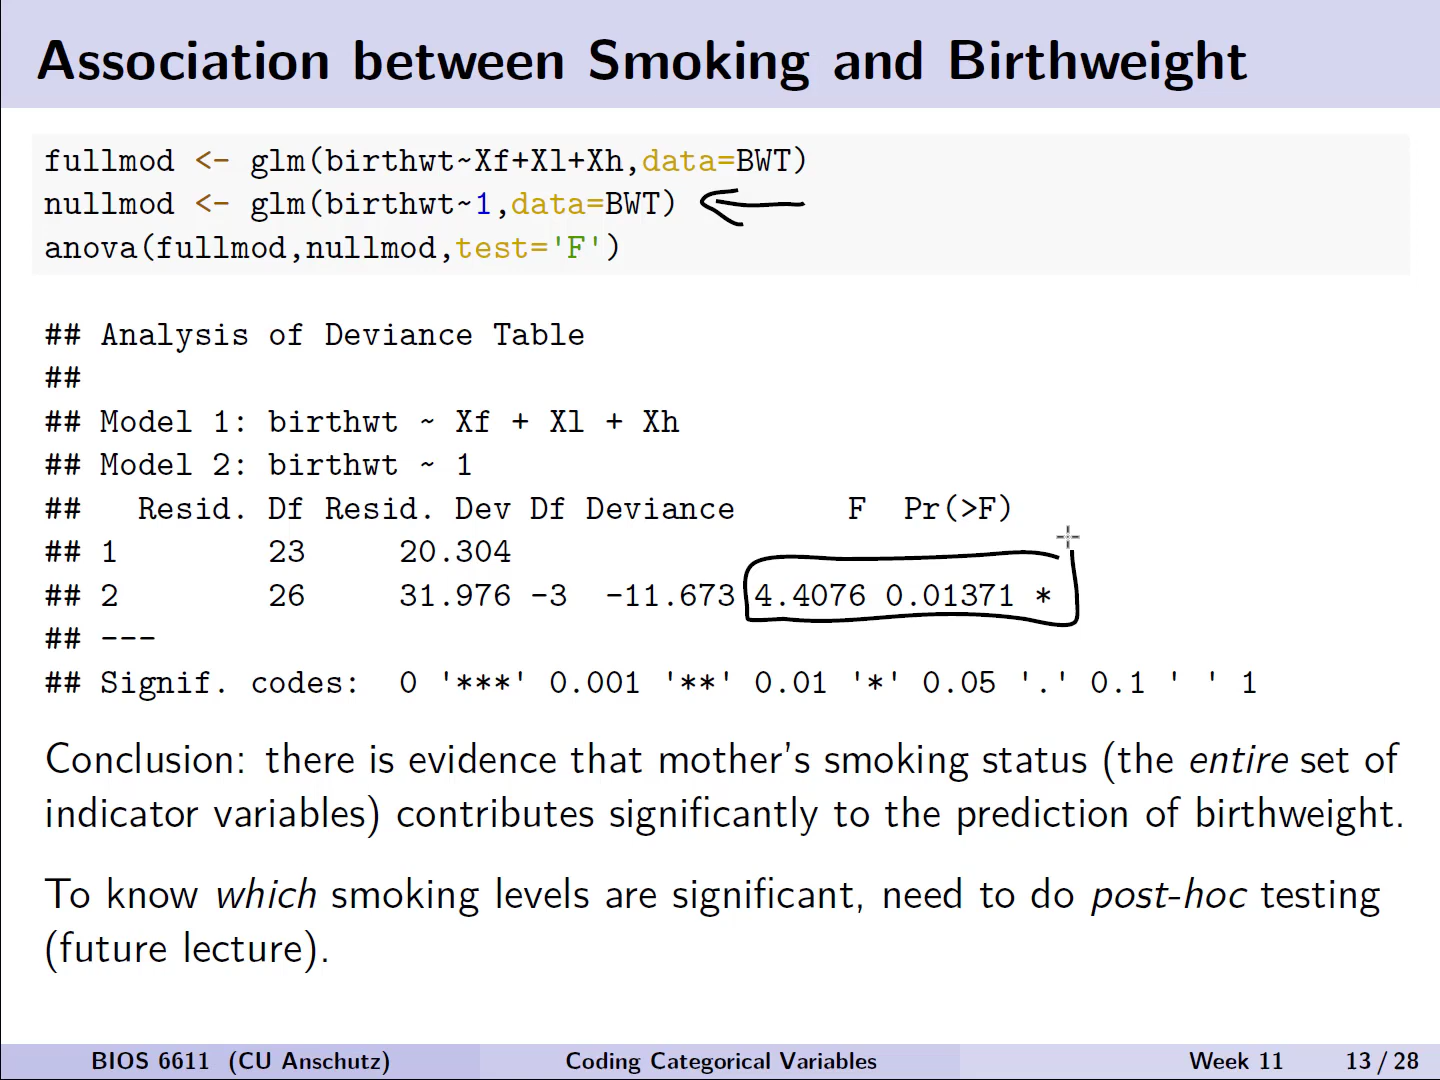 Association between Smoking and Birthweight
fullmod <- glm(birthwt~Xf+Xl+Xh,data=BWT)
nullmod <- glm(birthwt~1,data=BWT)
anova(fullmod,nullmod,test='F')
## Analysis of Deviance Table
##
## Model 1: birthwt ~ Xf + Xl + Xh
## Model 2: birthwt ~ 1
##   Resid. Df Resid. Dev Df Deviance      F  Pr(>F)
## 1        23     20.304
## 2        26     31.976 -3  -11.673 4.4076 0.01371 *
## ---
## Signif. codes:  0 '***' 0.001 '**' 0.01 '*' 0.05 '.' 0.1 ' ' 1
Conclusion: there is evidence that mother's smoking status (the entire set of
indicator variables) contributes significantly to the prediction of birthweight.
To know which smoking levels are significant, need to do post-hoc testing
(future lecture).
BIOS 6611 (CU Anschutz) Coding Categorical Variables Week 11 13 / 28